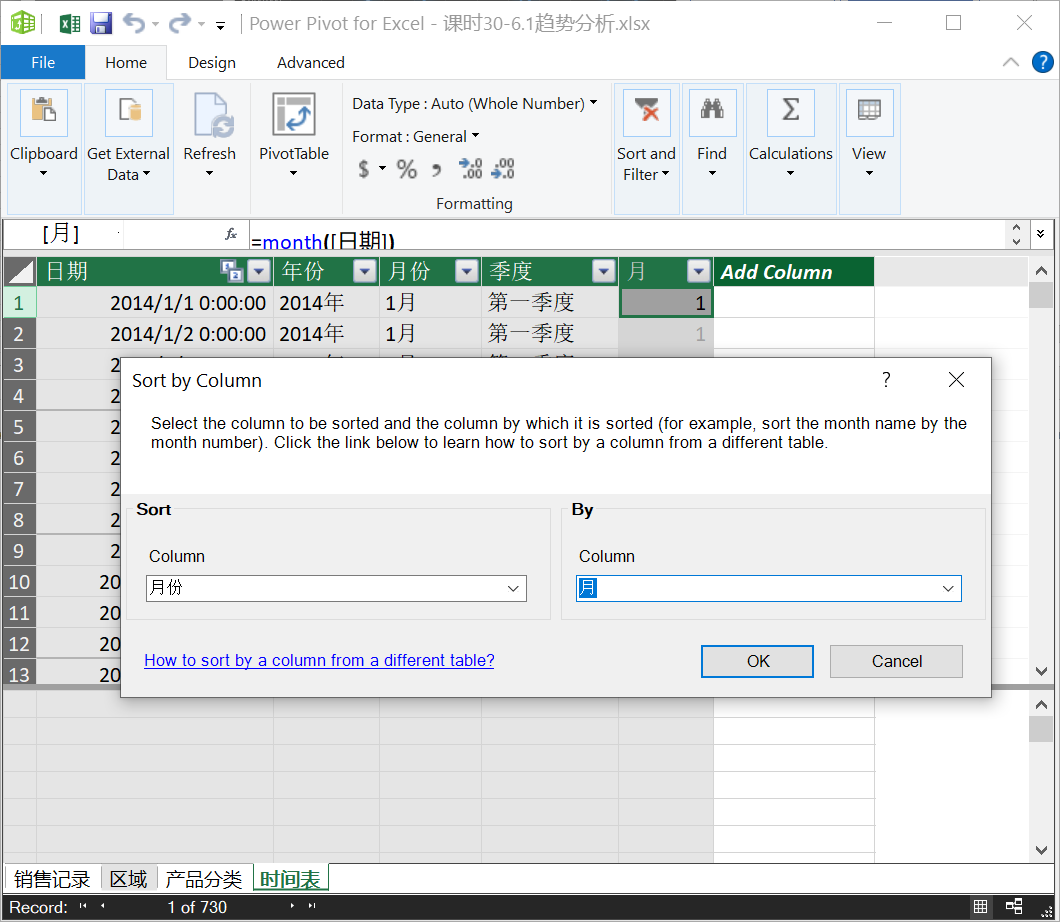 Power Pivot for Excel - 课时30-6.1趋势分析.xlsx
File Home Design Advanced
Clipboard
Get External Data
Refresh
PivotTable
Data Type : Auto (Whole Number)
Format : General
$ % , .00 .00
Formatting
Sort and Filter
Find
Calculations
View
[月] fx =month([日期])
日期 年份 月份 季度 月 Add Column
1 2014/1/1 0:00:00 2014年 1月 第一季度 1
2 2014/1/2 0:00:00 2014年 1月 第一季度 1
3 2
4 2
5 2
6 2
7 2
8 2
9 2
10 20
11 20
12 20
13 20
Sort by Column ?
Select the column to be sorted and the column by which it is sorted (for example, sort the month name by the
month number). Click the link below to learn how to sort by a column from a different table.
Sort By
Column Column
月份 月
How to sort by a column from a different table?
OK Cancel
销售记录 区域 产品分类 时间表
Record: 1 of 730